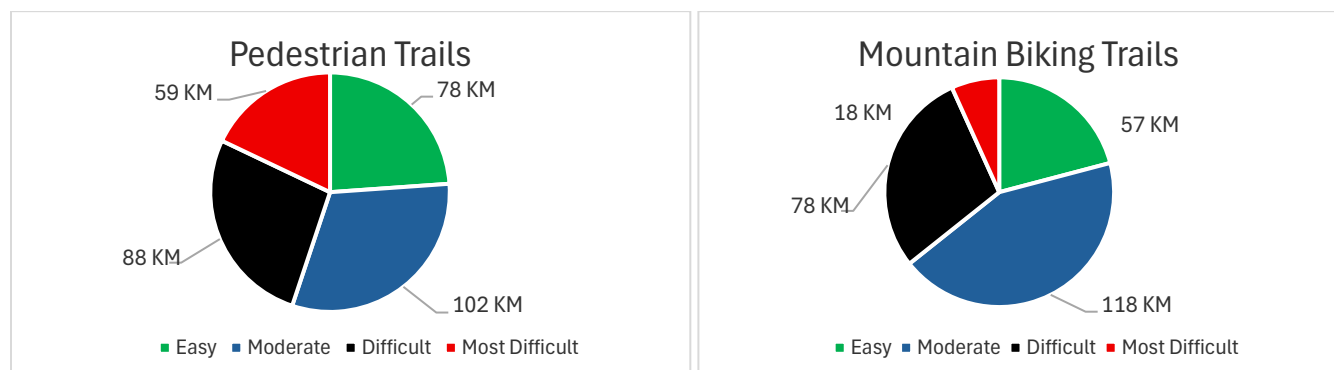 Pedestrian Trails
59 KM
78 KM
88 KM
102 KM
Easy Moderate Difficult Most Difficult
Mountain Biking Trails
18 KM
57 KM
78 KM
118 KM
Easy Moderate Difficult Most Difficult